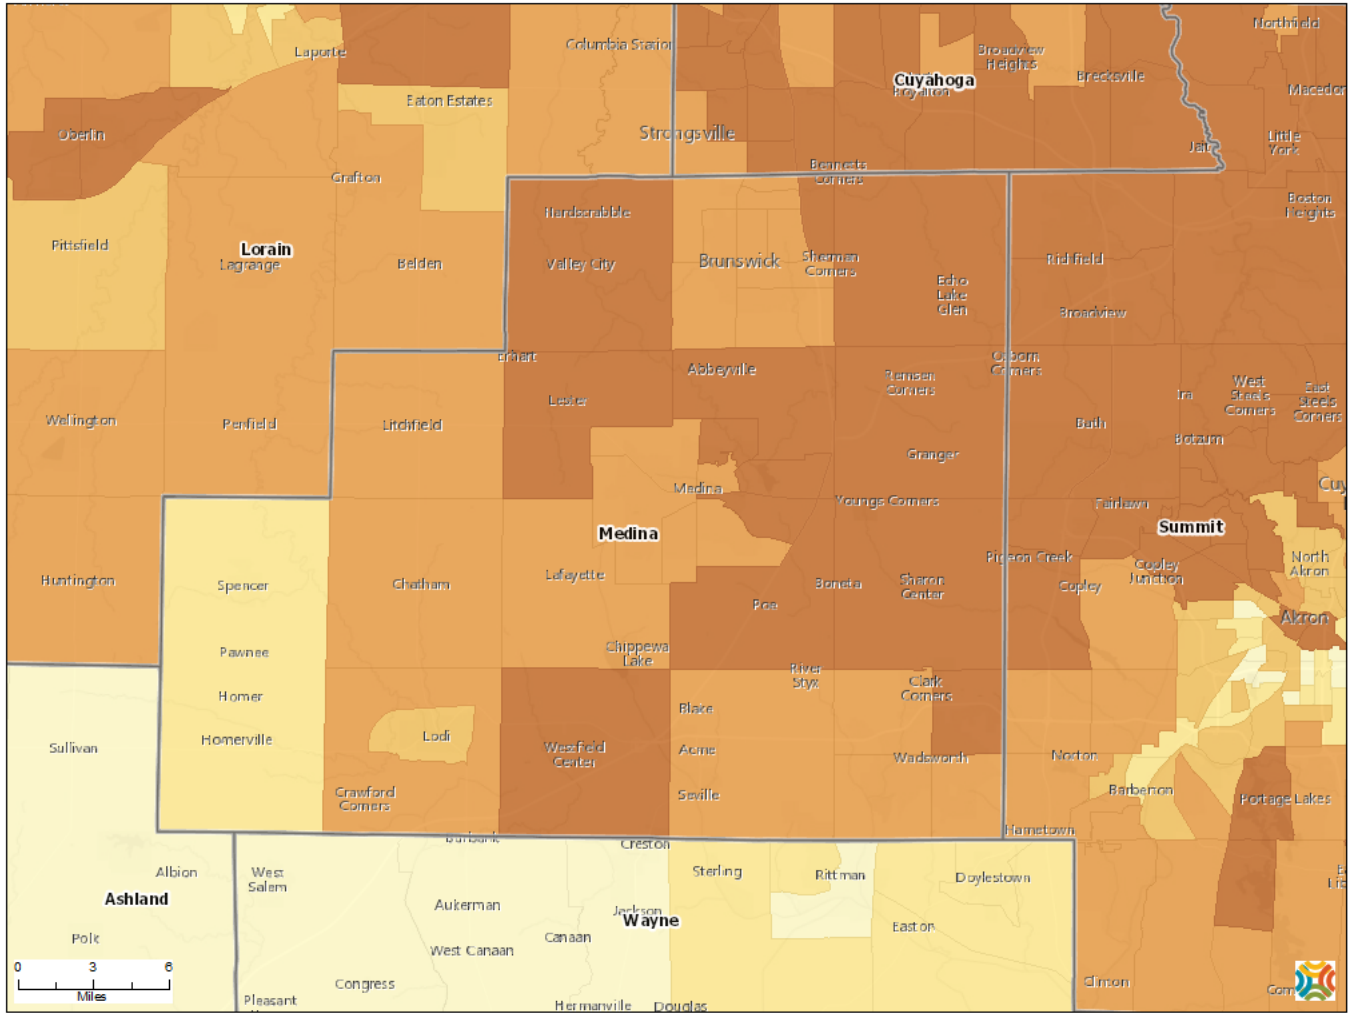 Northfield
Laporte
Columbia Station
Broadview
Heights
Cuyahoga
Brecksville
Royalton
Macedon
Eaton Estates
Oberlin
Strongsville
Little
York
Jaite
Bennetts
Corners
Grafton
Hardscrabble
Boston
Heights
Pittsfield
Lorain
Lagrange
Belden
Valley City
Brunswick
Sherman
Corners
Richfield
Echo
Lake
Glen
Broadview
Erhart
Abbeyville
Remsen
Corners
Osborn
Corners
Ira
West
Steels
Corners
East
Steels
Corners
Lester
Wellington
Penfield
Litchfield
Bath
Botzum
Granger
Medina
Youngs Corners
Fairlawn
Cuy
Medina
Summit
Huntington
Spencer
Chatham
Lafayette
Boneta
Sharon
Center
Pigeon Creek
Copley
Copley
Junction
North
Akron
Poe
Akron
Pawnee
Chippewa
Lake
River
Styx
Clark
Corners
Homer
Blake
Sullivan
Homerville
Lodi
Westfield
Center
Acme
Wadsworth
Norton
Crawford
Corners
Seville
Barberton
Portage Lakes
Burbank
Creston
Hametown
Albion
West
Salem
Sterling
Rittman
Doylestown
Ashland
Aukerman
Jackson
Wayne
Easton
Polk
West Canaan
Canaan
0 3 6
Miles
Congress
Clinton
Pleasant
Hermanville
Douglas